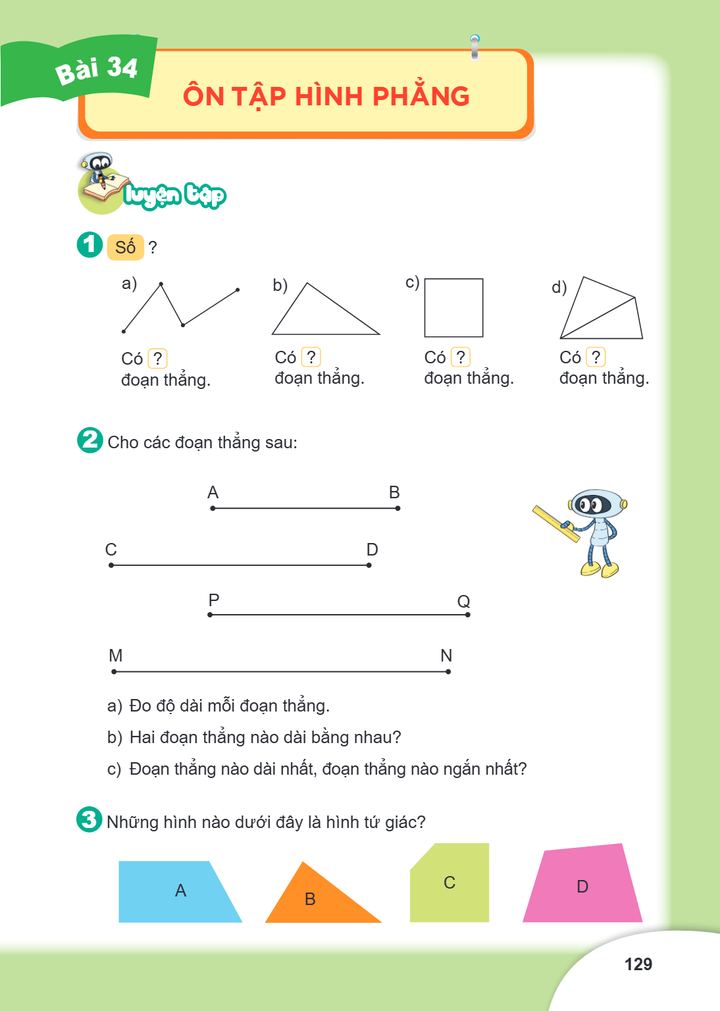 Bài 34
ÔN TẬP HÌNH PHẲNG
luyện tập
1 Số ?
a)
b)
c)
d)
Có ?
đoạn thẳng.
Có ?
đoạn thẳng.
Có ?
đoạn thẳng.
Có ?
đoạn thẳng.
2 Cho các đoạn thẳng sau:
A B
C D
P Q
M N
a) Đo độ dài mỗi đoạn thẳng.
b) Hai đoạn thẳng nào dài bằng nhau?
c) Đoạn thẳng nào dài nhất, đoạn thẳng nào ngắn nhất?
3 Những hình nào dưới đây là hình tứ giác?
A B C D
129